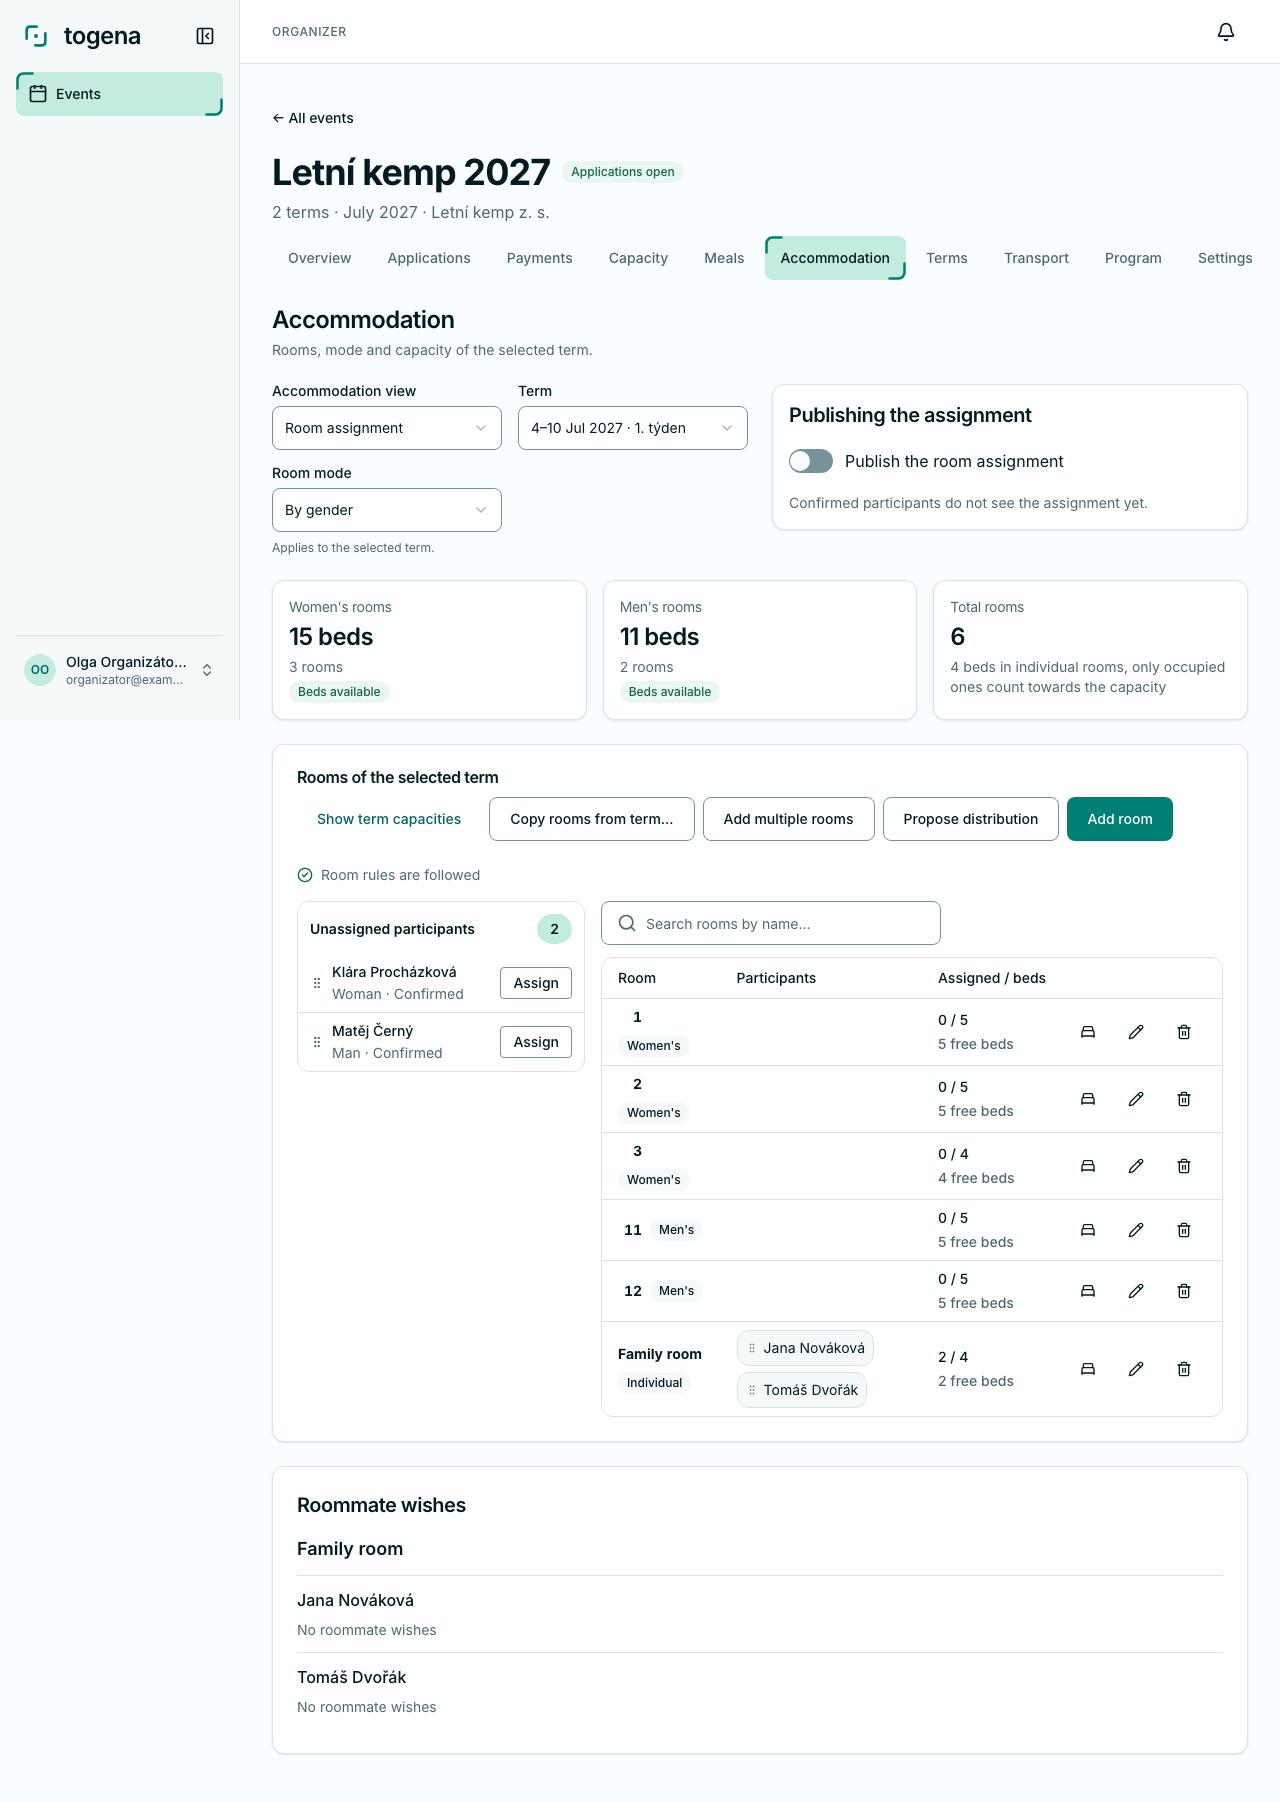 togena
ORGANIZER
Events
← All events
Letní kemp 2027
Applications open
2 terms · July 2027 · Letní kemp z. s.
Overview
Applications
Payments
Capacity
Meals
Accommodation
Terms
Transport
Program
Settings
Accommodation
Rooms, mode and capacity of the selected term.
Accommodation view
Room assignment
Term
4–10 Jul 2027 · 1. týden
Room mode
By gender
Applies to the selected term.
Publishing the assignment
Publish the room assignment
Confirmed participants do not see the assignment yet.
Women's rooms
15 beds
3 rooms
Beds available
Men's rooms
11 beds
2 rooms
Beds available
Total rooms
6
4 beds in individual rooms, only occupied
ones count towards the capacity
OO
Olga Organizáto...
organizator@exam...
Rooms of the selected term
Show term capacities
Copy rooms from term...
Add multiple rooms
Propose distribution
Add room
Room rules are followed
Unassigned participants
2
Klára Procházková
Woman · Confirmed
Assign
Matěj Černý
Man · Confirmed
Assign
Search rooms by name...
Room
Participants
Assigned / beds
1
Women's
0 / 5
5 free beds
2
Women's
0 / 5
5 free beds
3
Women's
0 / 4
4 free beds
11
Men's
0 / 5
5 free beds
12
Men's
0 / 5
5 free beds
Family room
Individual
Jana Nováková
Tomáš Dvořák
2 / 4
2 free beds
Roommate wishes
Family room
Jana Nováková
No roommate wishes
Tomáš Dvořák
No roommate wishes